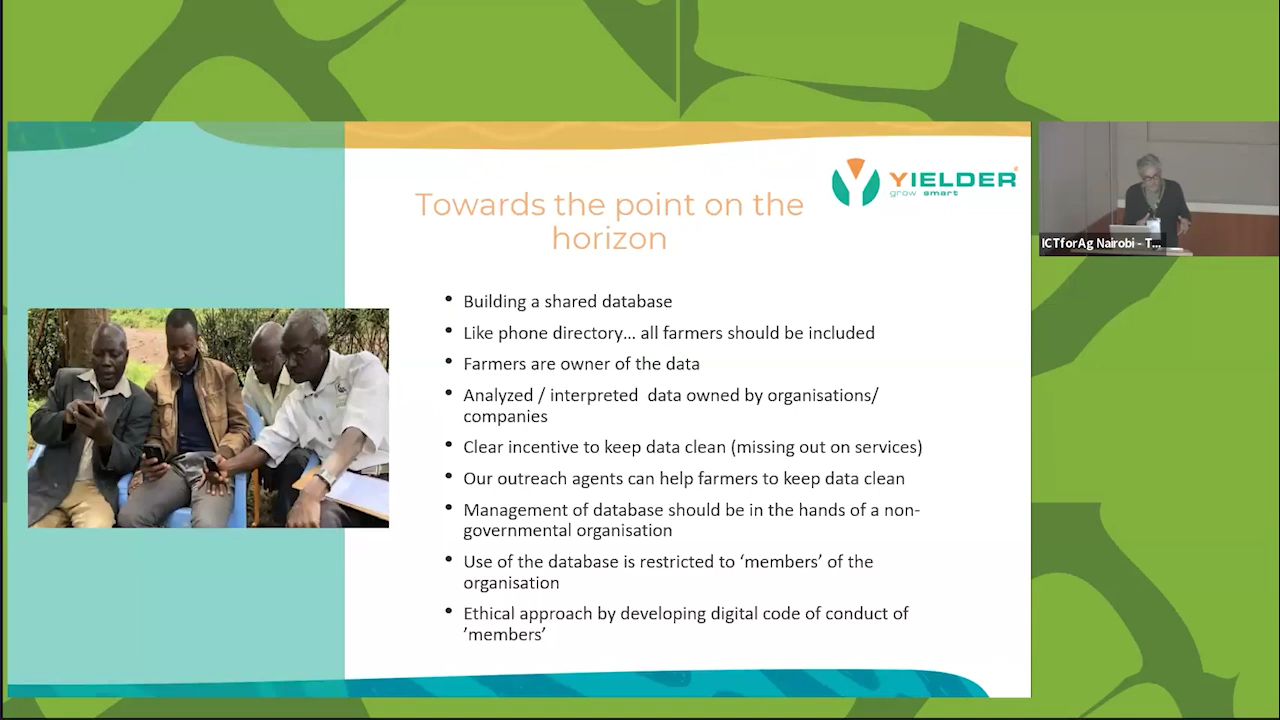 YIELDER
grow smart
Towards the point on the
horizon
• Building a shared database
• Like phone directory... all farmers should be included
• Farmers are owner of the data
• Analyzed / interpreted data owned by organisations/
companies
• Clear incentive to keep data clean (missing out on services)
• Our outreach agents can help farmers to keep data clean
• Management of database should be in the hands of a non-
governmental organisation
• Use of the database is restricted to ‘members’ of the
organisation
• Ethical approach by developing digital code of conduct of
’members’
ICTforAg Nairobi - T...